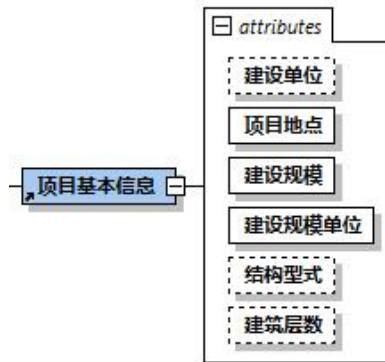 attributes
建设单位
项目地点
项目基本信息
建设规模
建设规模单位
结构型式
建筑层数